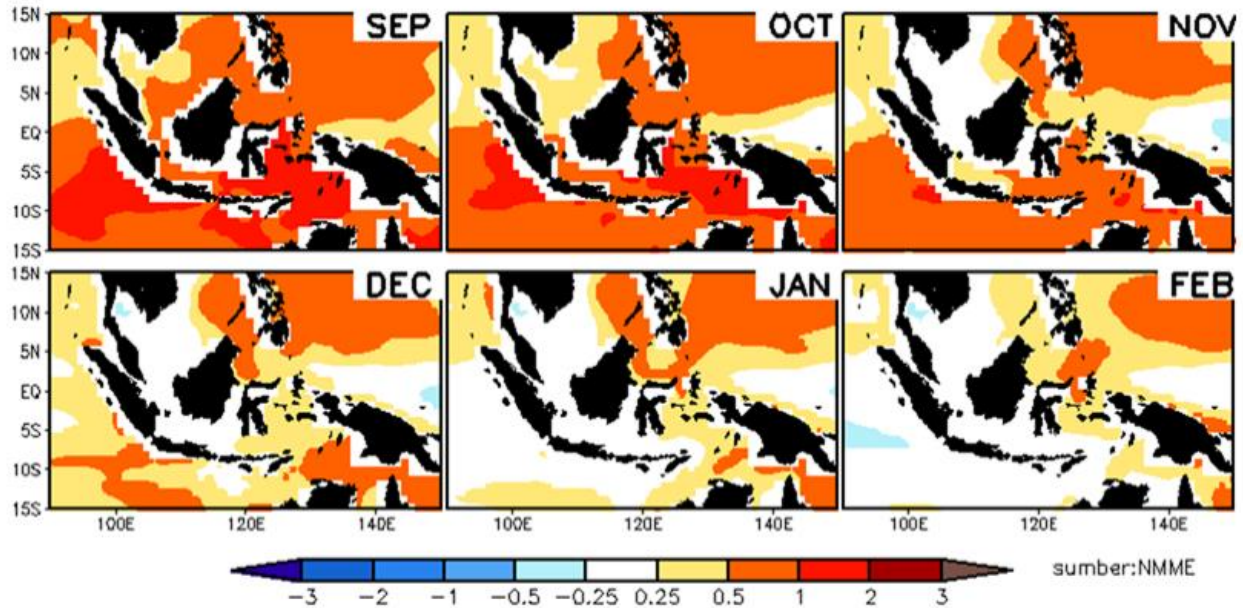 15N
10N
5N
EQ
5S
10S
15S
SEP
OCT
NOV
15N
10N
5N
EQ
5S
10S
15S
DEC
JAN
FEB
100E 120E 140E 100E 120E 140E 100E 120E 140E
-3 -2 -1 -0.5 -0.25 0.25 0.5 1 2 3
sumber:NMME